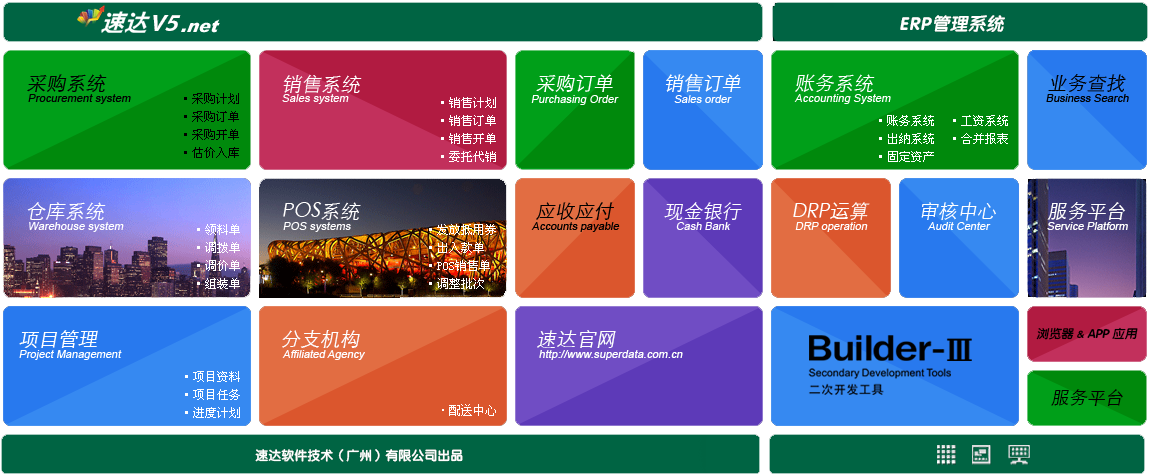 速达V5.net
ERP管理系统
采购系统
Procurement system
采购计划
采购订单
采购开单
估价入库
销售系统
Sales system
销售计划
销售订单
销售开单
委托代销
采购订单
Purchasing Order
销售订单
Sales order
账务系统
Accounting System
账务系统
出纳系统
固定资产
工资系统
合并报表
业务查找
Business Search
仓库系统
Warehouse system
领料单
调拨单
调价单
组装单
POS系统
POS systems
发放抵用券
出入款单
POS销售单
调整批次
应收应付
Accounts payable
现金银行
Cash Bank
DRP运算
DRP operation
审核中心
Audit Center
服务平台
Service Platform
项目管理
Project Management
项目资料
项目任务
进度计划
分支机构
Affiliated Agency
配送中心
速达官网
http://www.superdata.com.cn
Builder-III
Secondary Development Tools
二次开发工具
浏览器 & APP 应用
服务平台
速达软件技术（广州）有限公司出品